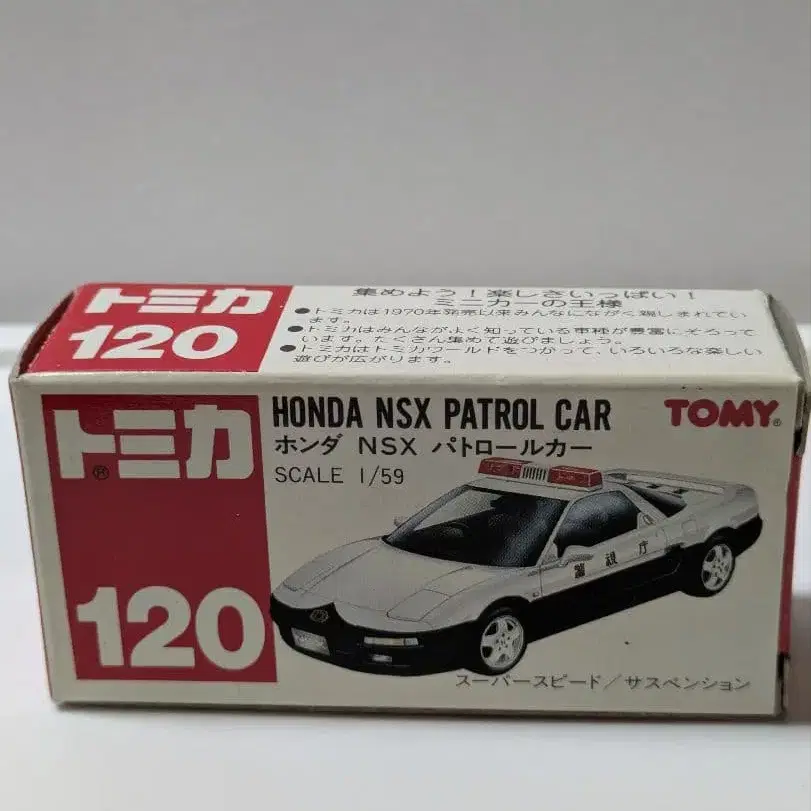 トミカ
120
集めよう!楽しさいっぱい!
ミニカーの王様
●トミカは1970年発売以来みんなにながく親しまれています。
●トミカはみんながよく知っている車種が豊富にそろっています。たくさん集めて遊びましょう。
●トミカはトミカワールドをつかって、いろいろな楽しい遊びが広がります。
トミカ®
120
HONDA NSX PATROL CAR
ホンダ NSX パトロールカー
SCALE 1/59
TOMY®
警視庁
スーパースピード/サスペンション